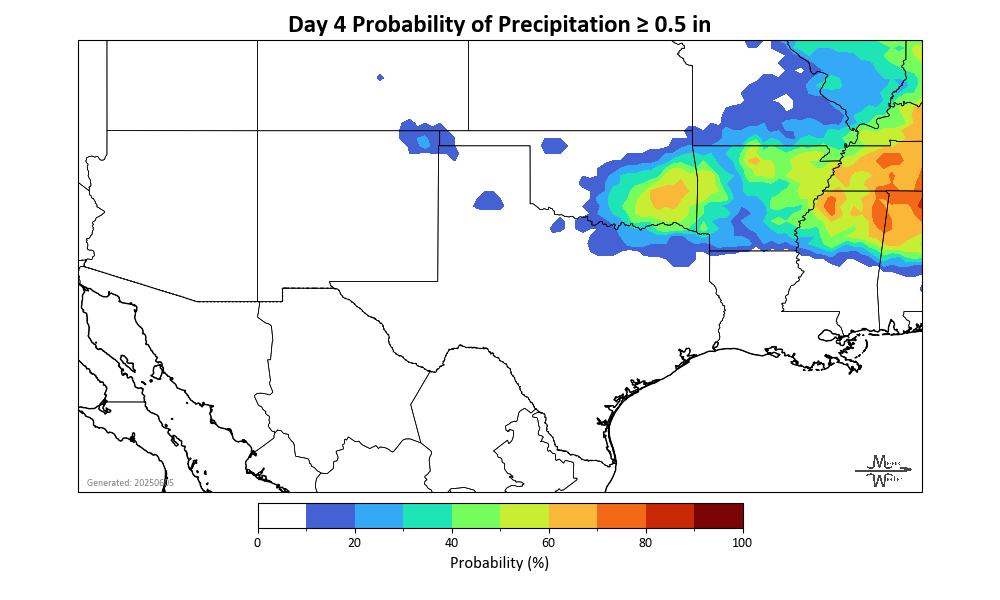 Day 4 Probability of Precipitation ≥ 0.5 in
Generated: 20250605
0 20 40 60 80 100
Probability (%)